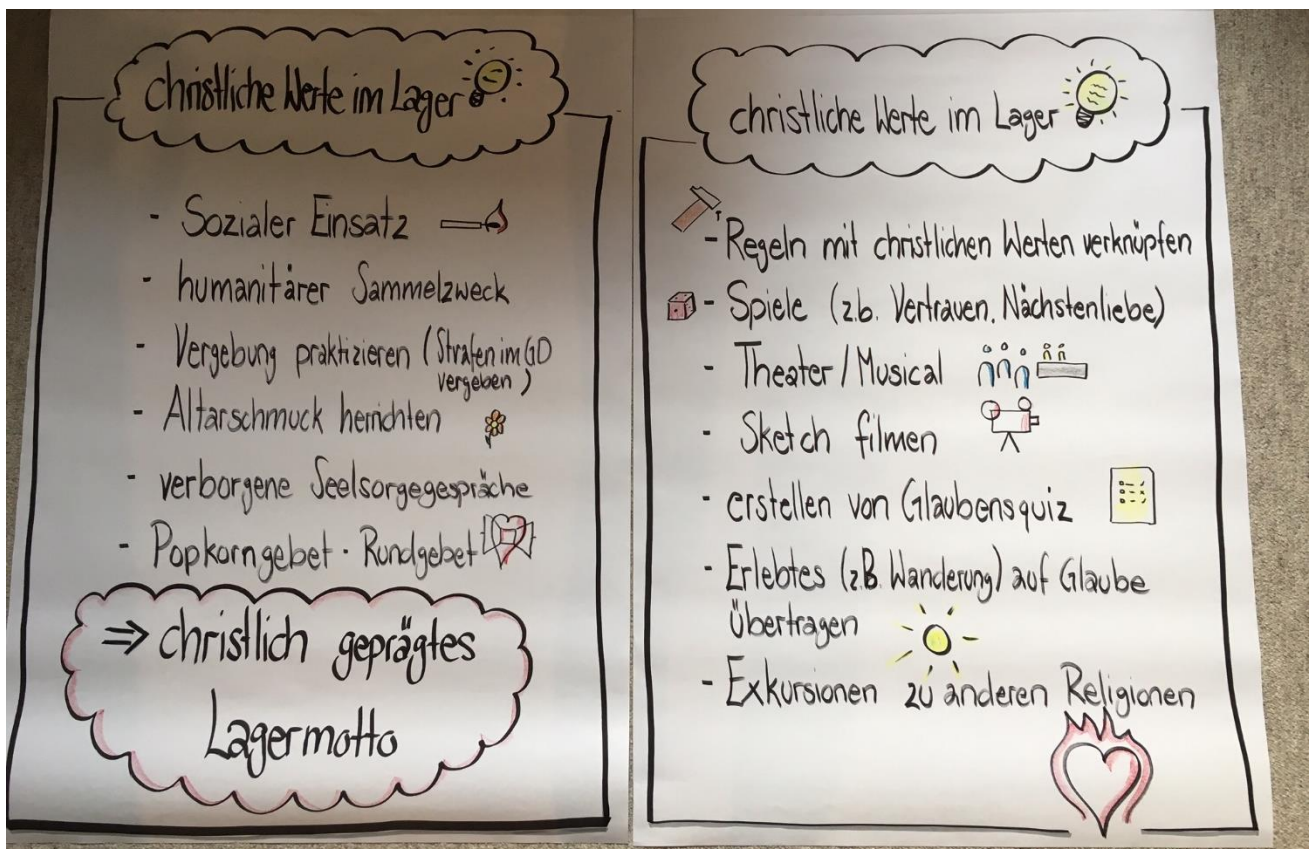 christliche Werte im Lager
- Sozialer Einsatz
- humanitärer Sammelzweck
- Vergebung praktizieren (Strafen im GD
vergeben)
- Altarschmuck herrichten
- verborgene Seelsorgegespräche
- Popkorngebet · Rundgebet
⇒ christlich geprägtes
Lagermotto
christliche Werte im Lager
- Regeln mit christlichen Werten verknüpfen
- Spiele (z.b. Vertrauen, Nächstenliebe)
- Theater/Musical
- Sketch filmen
- erstellen von Glaubensquiz
- Erlebtes (z.B. Wanderung) auf Glaube
Übertragen
- Exkursionen zu anderen Religionen